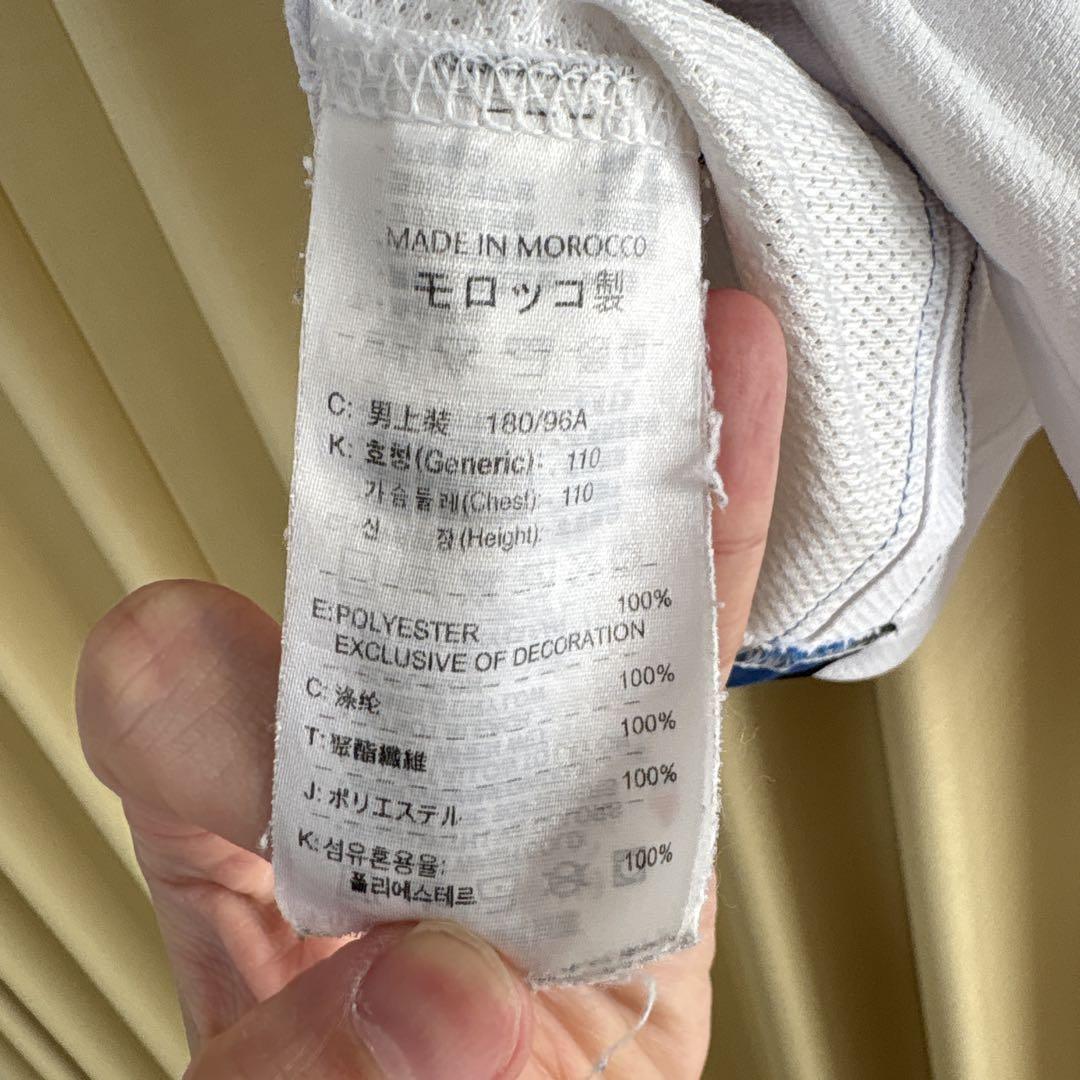 MADE IN MOROCCO
モロッコ製
C: 男上装 180/96A
K: 호칭(Generic): 110
가슴둘레(Chest): 110
신 장(Height):
E:POLYESTER 100%
EXCLUSIVE OF DECORATION
C: 涤纶 100%
T: 聚酯纖維 100%
J: ポリエステル 100%
K:섬유혼용율;
폴리에스테르 100%